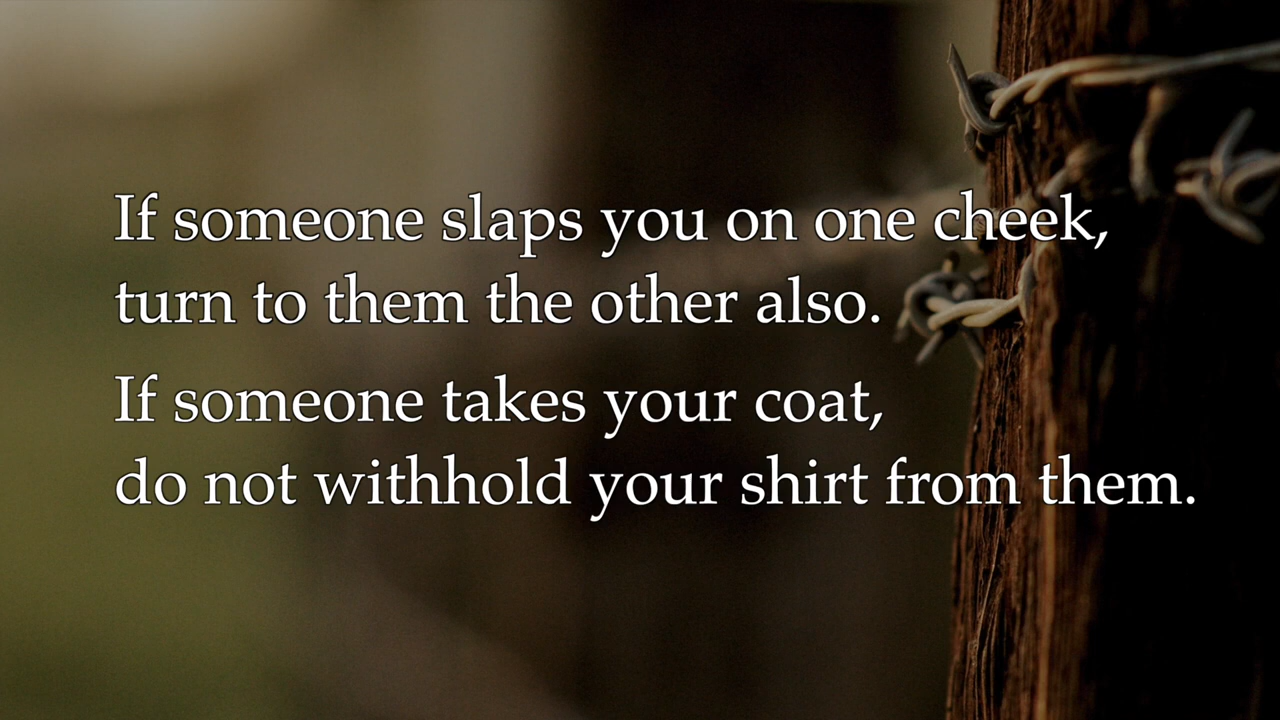 If someone slaps you on one cheek,
turn to them the other also.
If someone takes your coat,
do not withhold your shirt from them.